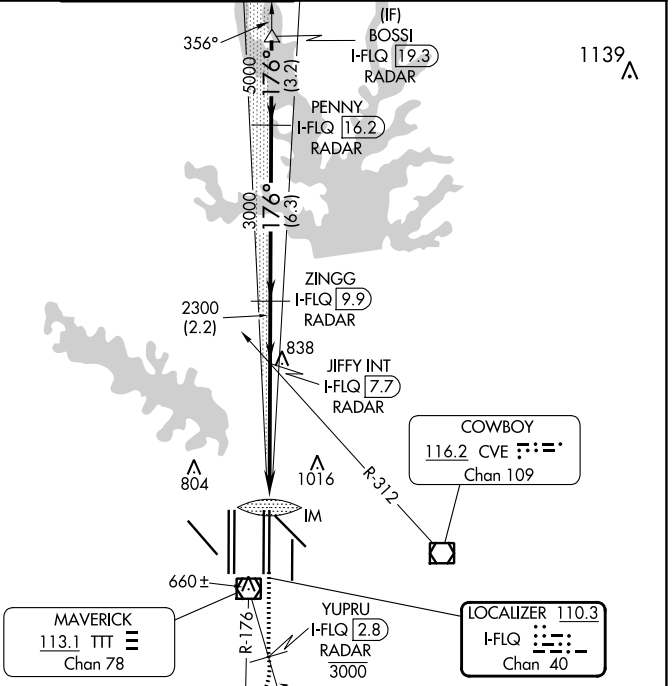 (IF)
BOSSI
I-FLQ 19.3
RADAR
356°
1139
5000
176°
(3.2)
PENNY
I-FLQ 16.2
RADAR
3000
176°
(6.3)
ZINGG
I-FLQ 9.9
RADAR
2300
(2.2)
838
JIFFY INT
I-FLQ 7.7
RADAR
COWBOY
116.2 CVE
Chan 109
R-312
804
1016
IM
660±
MAVERICK
113.1 TTT
Chan 78
R-176
YUPRU
I-FLQ 2.8
RADAR
3000
LOCALIZER 110.3
I-FLQ
Chan 40